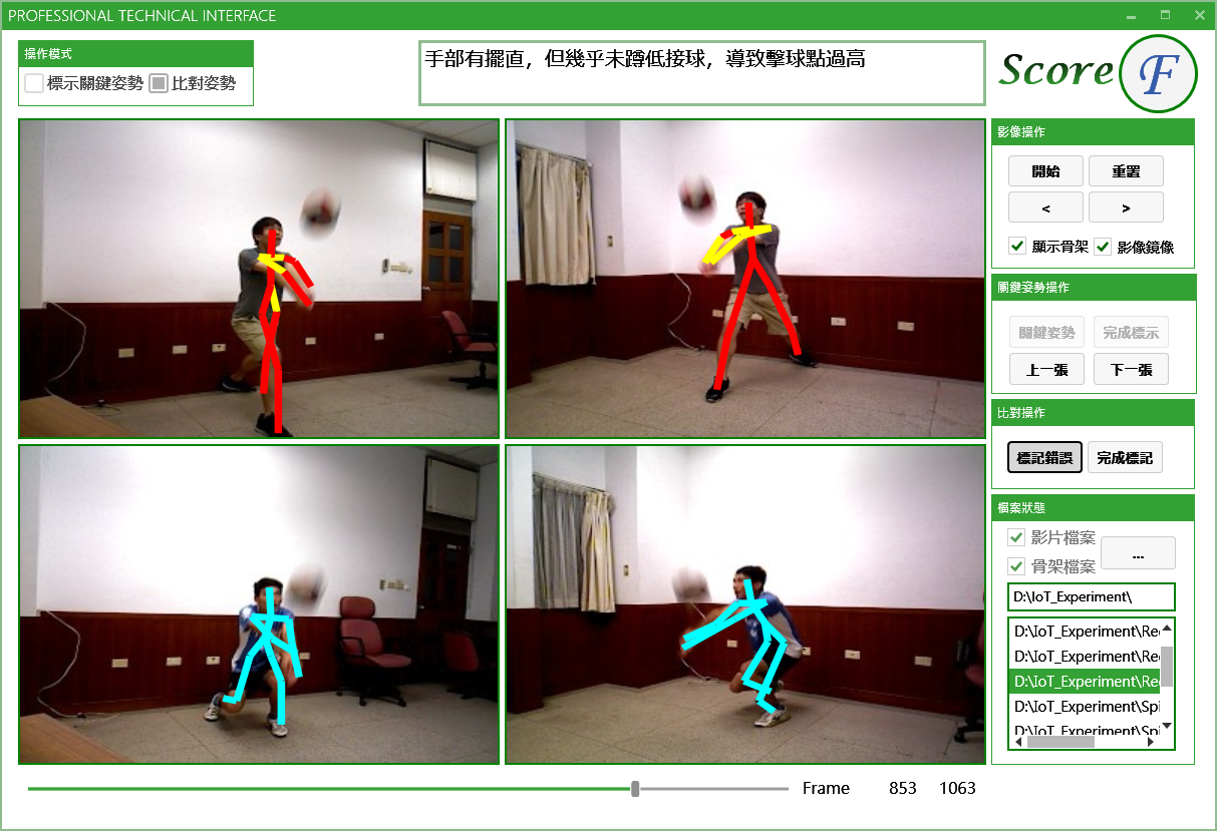 PROFESSIONAL TECHNICAL INTERFACE
操作模式
標示關鍵姿勢 比對姿勢
手部有擺直，但幾乎未蹲低接球，導致擊球點過高
Score F
影像操作
開始 重置
< >
顯示骨架 影像鏡像
關鍵姿勢操作
關鍵姿勢 完成標示
上一張 下一張
比對操作
標記錯誤 完成標記
檔案狀態
影片檔案
...
骨架檔案
D:\IoT_Experiment\
D:\IoT_Experiment\Re
D:\IoT_Experiment\Re
D:\IoT_Experiment\Re
D:\IoT_Experiment\Spi
D:\IoT_Experiment\Spi
Frame 853 1063